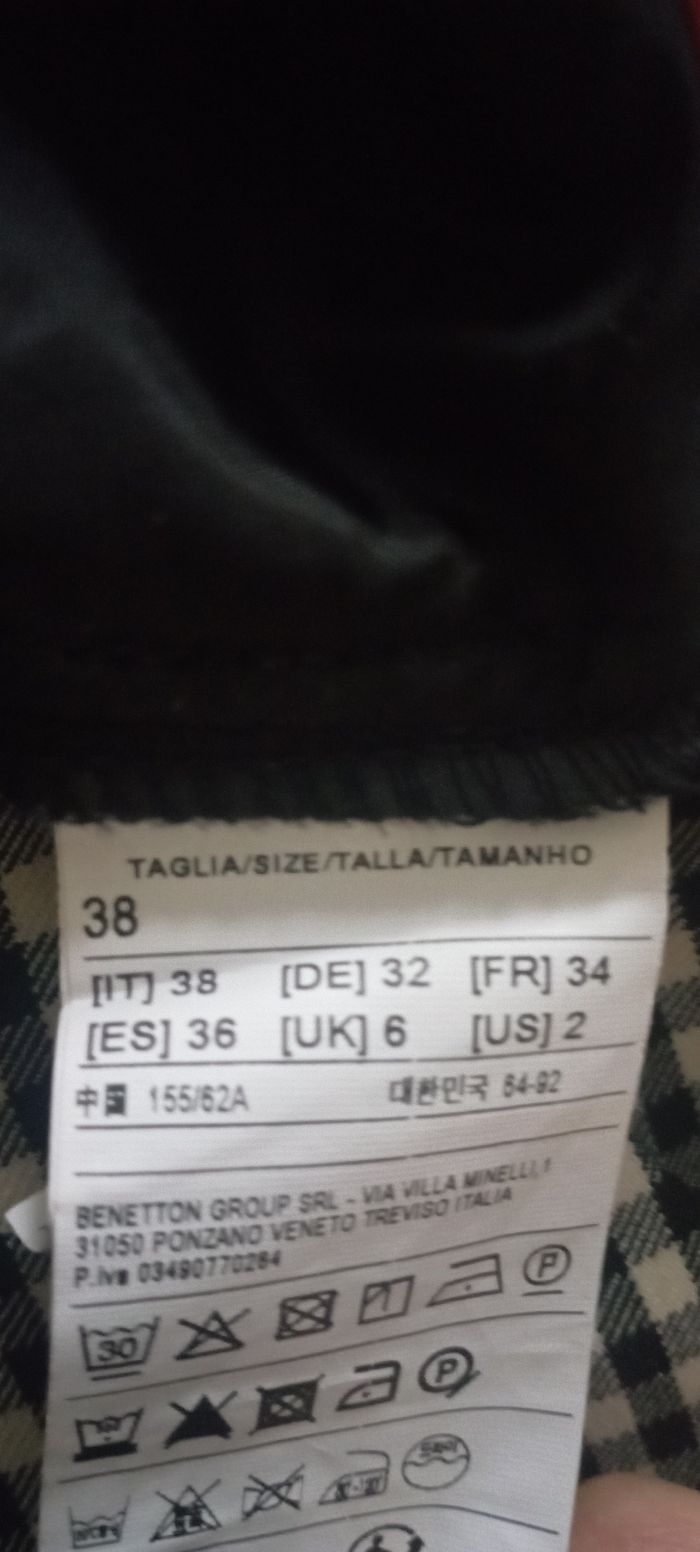 TAGLIA/SIZE/TALLA/TAMANHO
38
[IT] 38 [DE] 32 [FR] 34
[ES] 36 [UK] 6 [US] 2
中国 155/62A 대한민국 64-92
BENETTON GROUP SRL - VIA VILLA MINELLI, 1
31050 PONZANO VENETO TREVISO ITALIA
P.Iva 03490770264
30 P
P